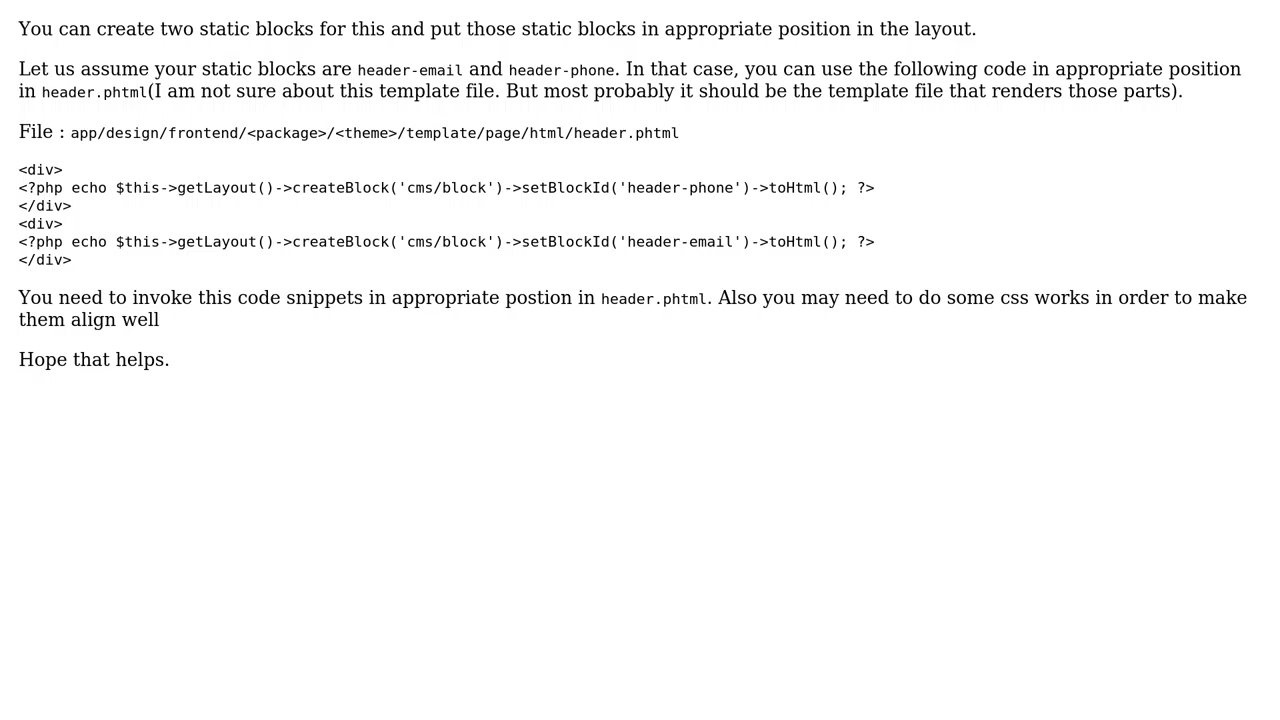 You can create two static blocks for this and put those static blocks in appropriate position in the layout.
Let us assume your static blocks are header-email and header-phone. In that case, you can use the following code in appropriate position
in header.phtml(I am not sure about this template file. But most probably it should be the template file that renders those parts).
File : app/design/frontend/<package>/<theme>/template/page/html/header.phtml
<div>
<?php echo $this->getLayout()->createBlock('cms/block')->setBlockId('header-phone')->toHtml(); ?>
</div>
<div>
<?php echo $this->getLayout()->createBlock('cms/block')->setBlockId('header-email')->toHtml(); ?>
</div>
You need to invoke this code snippets in appropriate postion in header.phtml. Also you may need to do some css works in order to make
them align well
Hope that helps.